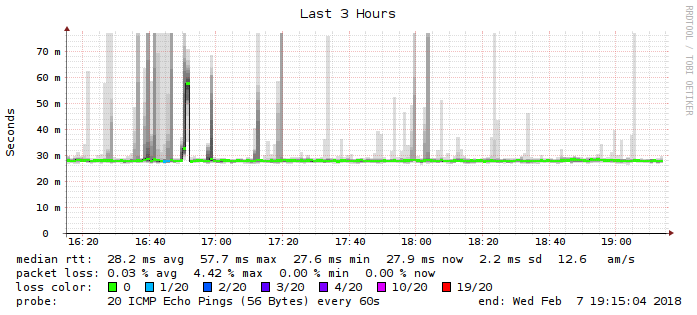 Last 3 Hours
RRDTOOL / TOBI OETIKER
Seconds
70 m
60 m
50 m
40 m
30 m
20 m
10 m
0
16:20 16:40 17:00 17:20 17:40 18:00 18:20 18:40 19:00
median rtt: 28.2 ms avg 57.7 ms max 27.6 ms min 27.9 ms now 2.2 ms sd 12.6 am/s
packet loss: 0.03 % avg 4.42 % max 0.00 % min 0.00 % now
loss color: 0 1/20 2/20 3/20 4/20 10/20 19/20
probe: 20 ICMP Echo Pings (56 Bytes) every 60s end: Wed Feb 7 19:15:04 2018